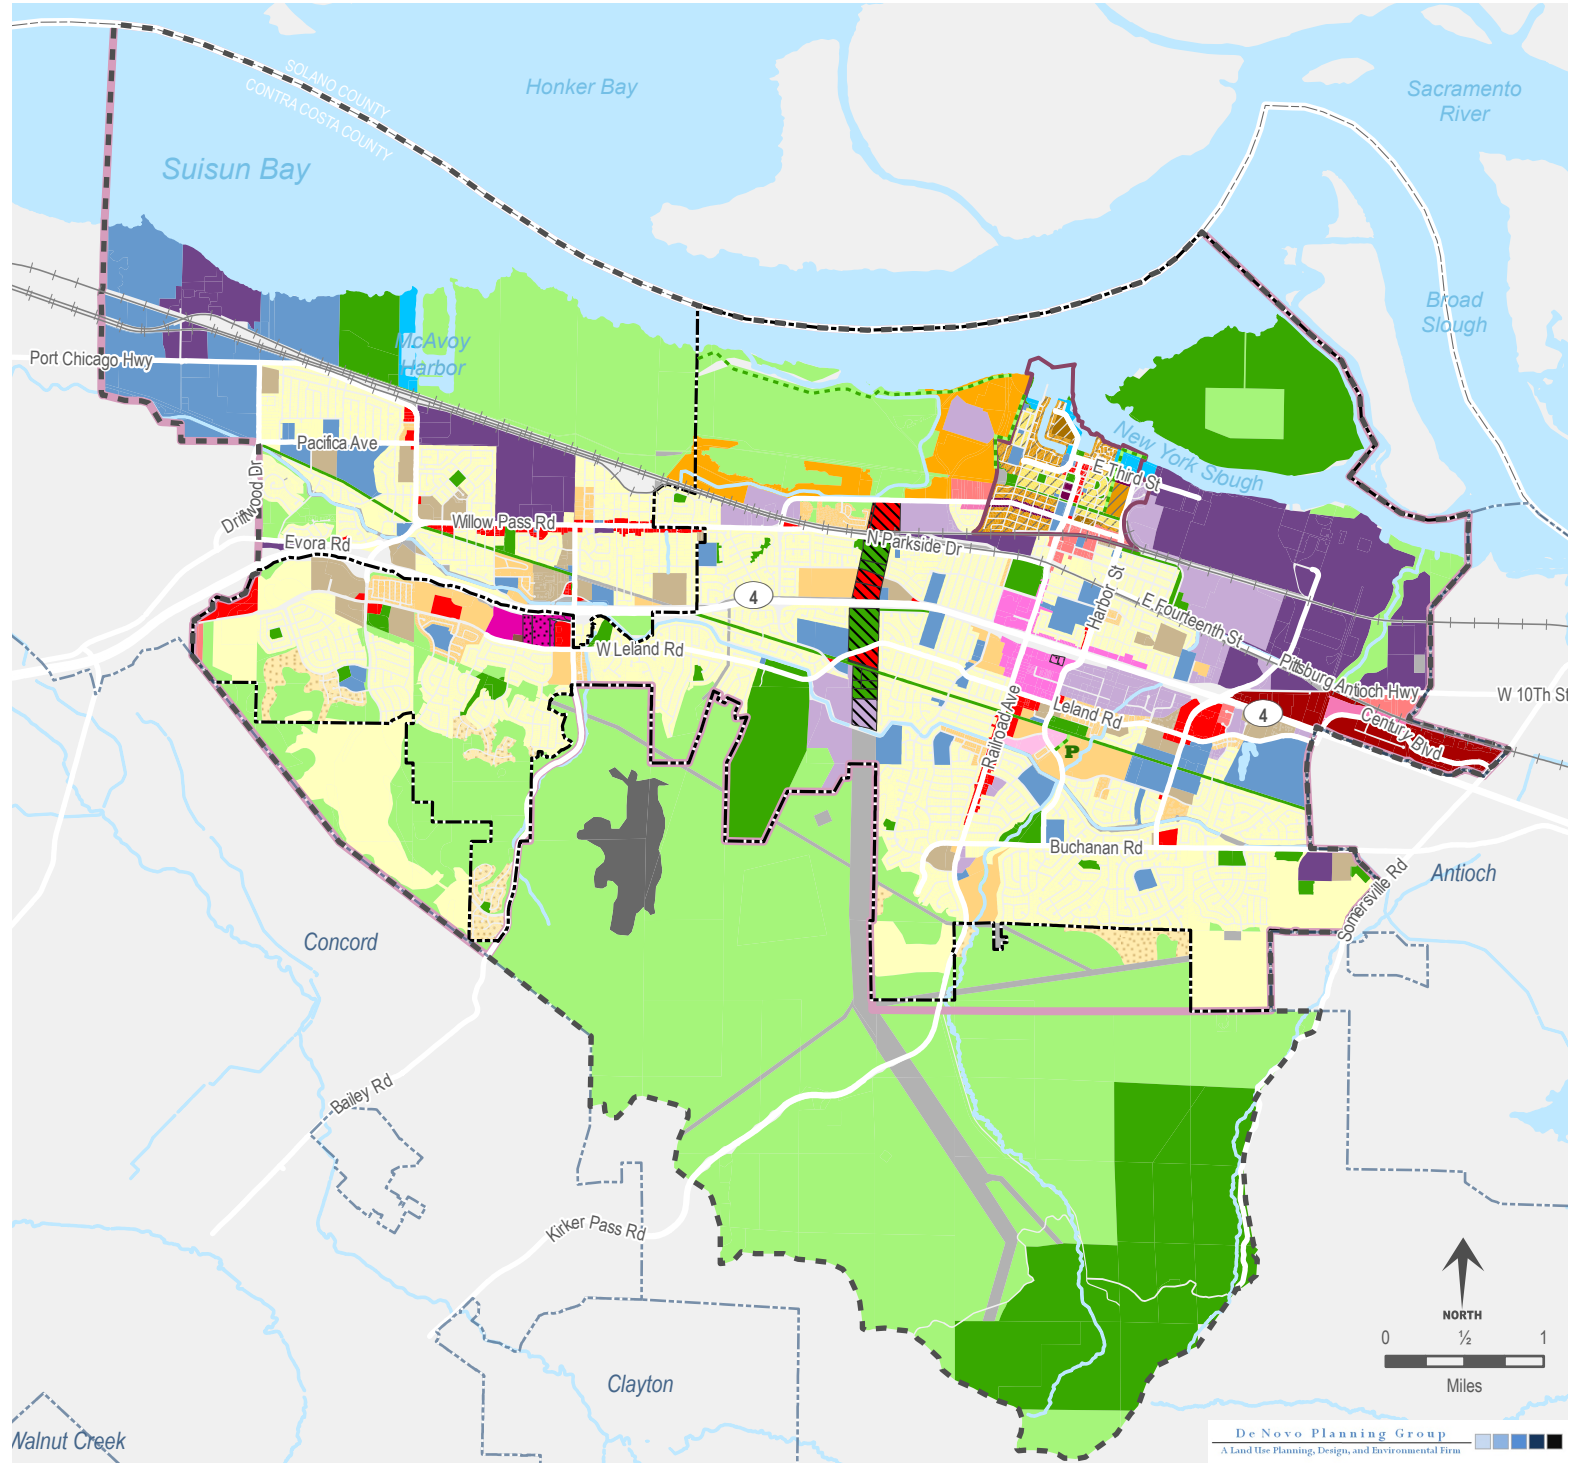 SOLANO COUNTY
CONTRA COSTA COUNTY
Honker Bay
Sacramento
River
Suisun Bay
Broad
Slough
McAvoy
Harbor
Port Chicago Hwy
Pacifica Ave
Driftwood Dr
New York Slough
E Third St
Willow Pass Rd
Evora Rd
N Parkside Dr
4
Harbor St
E Fourteenth St
W Leland Rd
Pittsburg Antioch Hwy
W 10Th St
Railroad Ave
Leland Rd
4
Century Blvd
P
Buchanan Rd
Somersville Rd
Antioch
Concord
Bailey Rd
Kirker Pass Rd
NORTH
0 ½ 1
Miles
Clayton
Walnut Creek
De Novo Planning Group
A Land Use Planning, Design, and Environmental Firm